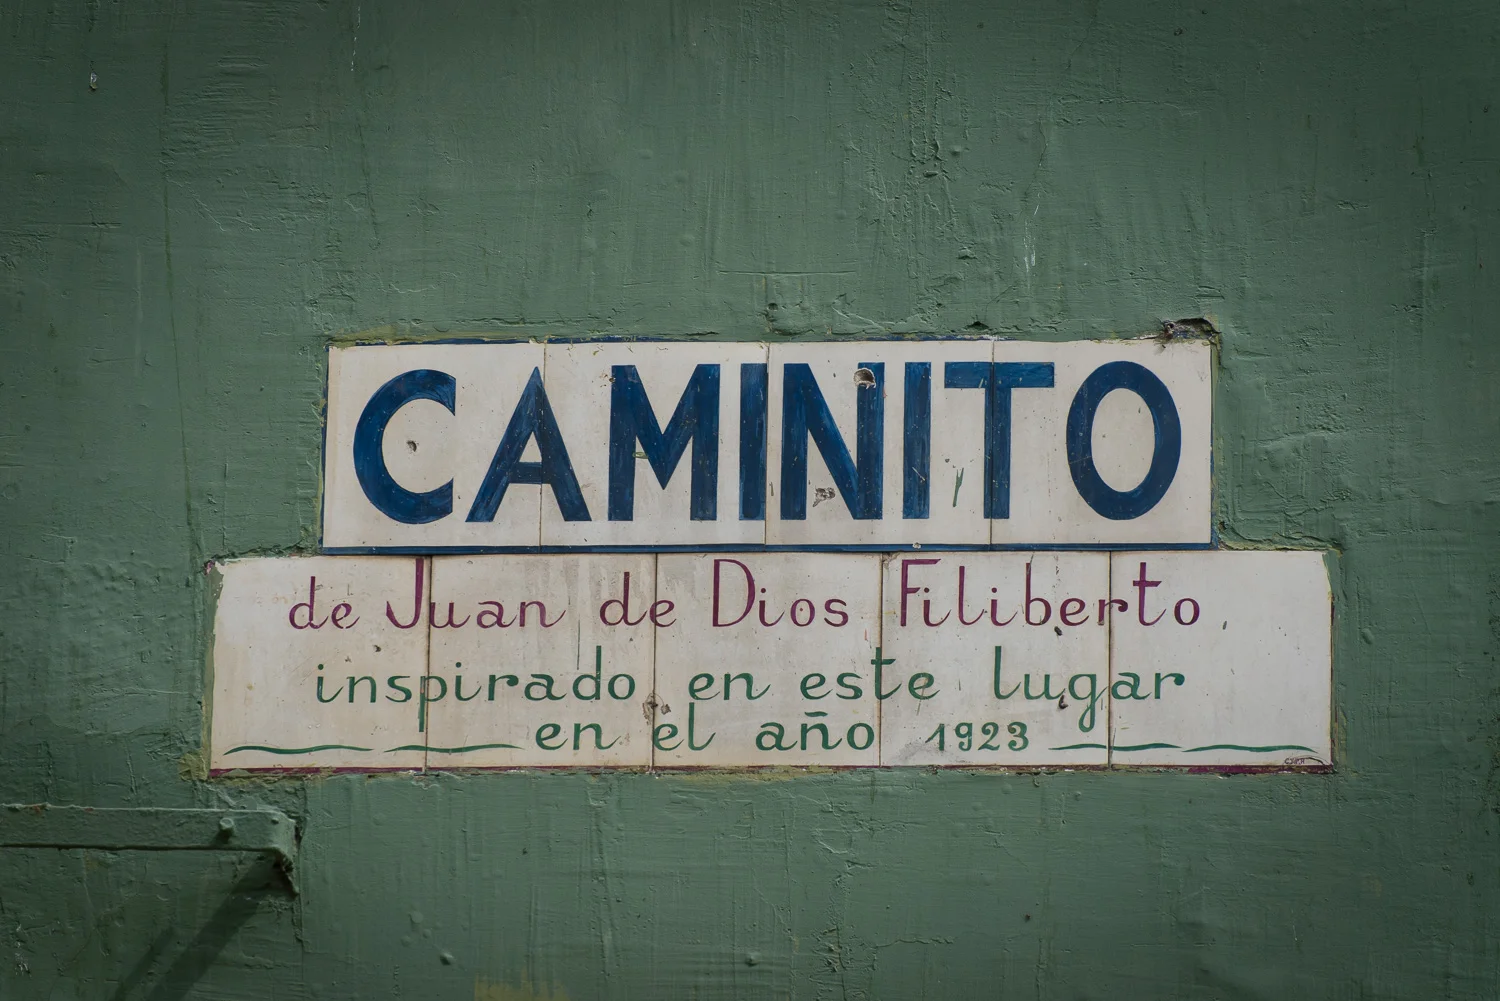 CAMINITO
de Juan de Dios Filiberto
inspirado en este lugar
en el año 1923